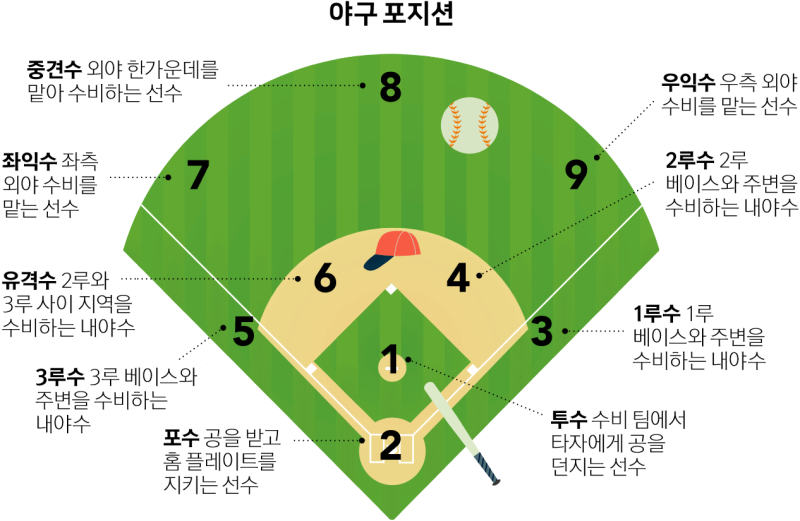 야구 포지션
중견수 외야 한가운데를
맡아 수비하는 선수
8
우익수 우측 외야
수비를 맡는 선수
좌익수 좌측
외야 수비를
맡는 선수
7
9
2루수 2루
베이스와 주변을
수비하는 내야수
유격수 2루와
3루 사이 지역을
수비하는 내야수
6
4
5
3
1루수 1루
베이스와 주변을
수비하는 내야수
1
3루수 3루 베이스와
주변을 수비하는
내야수
투수 수비 팀에서
타자에게 공을
던지는 선수
포수 공을 받고
홈 플레이트를
지키는 선수
2